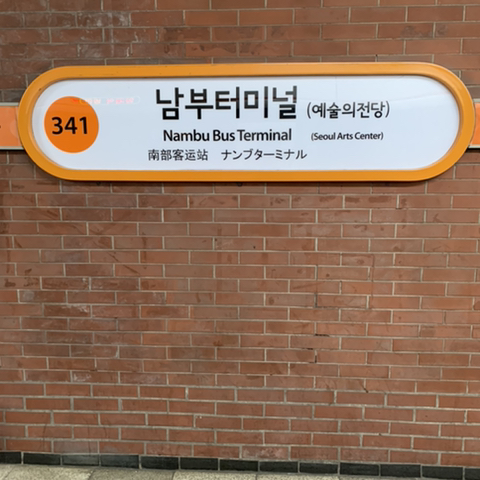 341
남부터미널 (예술의전당)
Nambu Bus Terminal (Seoul Arts Center)
南部客运站 ナンブターミナル